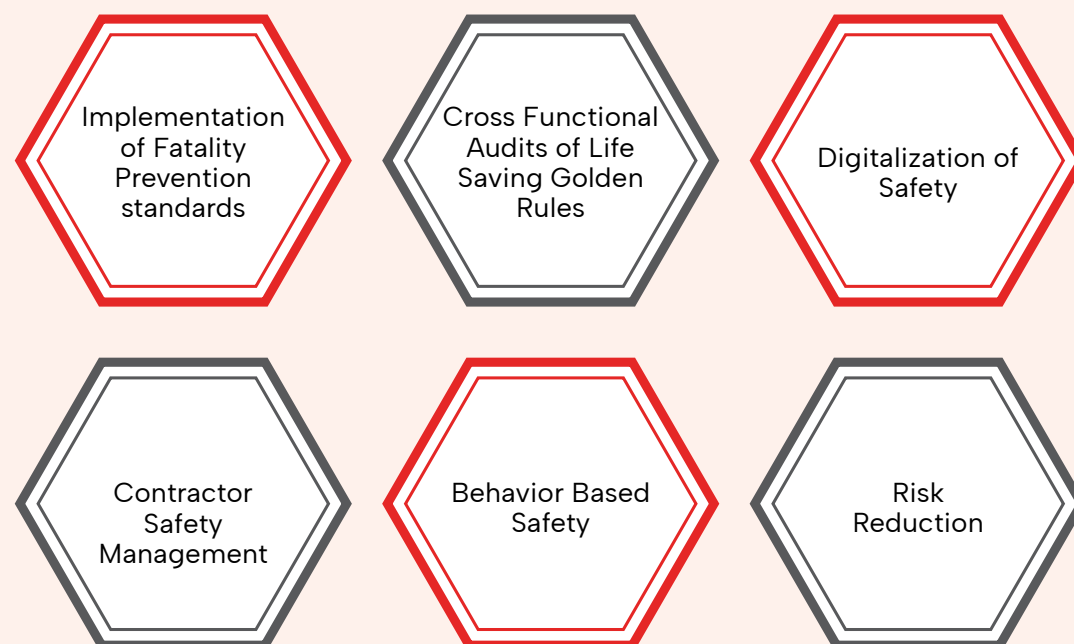 Implementation
of Fatality
Prevention
standards
Cross Functional
Audits of Life
Saving Golden
Rules
Digitalization of
Safety
Contractor
Safety
Management
Behavior Based
Safety
Risk
Reduction